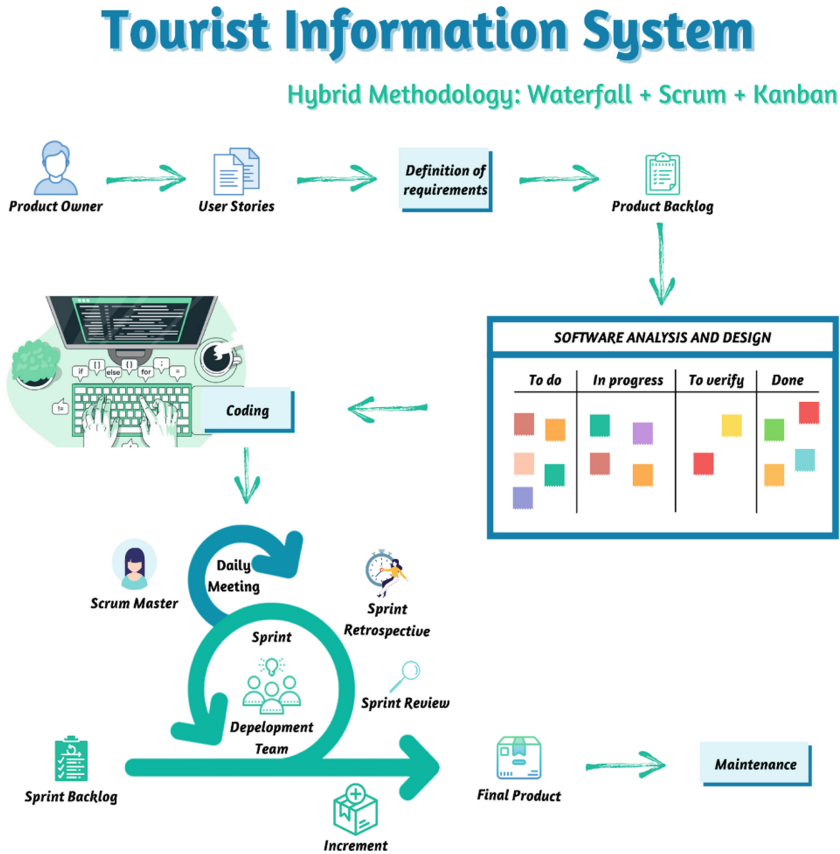 Tourist Information System
Hybrid Methodology: Waterfall + Scrum + Kanban
Product Owner
User Stories
Definition of
requirements
Product Backlog
SOFTWARE ANALYSIS AND DESIGN
To do
In progress
To verify
Done
if
[]
else
{}
for
;
=
!=
Coding
Daily
Meeting
Scrum Master
Sprint
Retrospective
Sprint
Sprint Review
Depelopment
Team
Sprint Backlog
Final Product
Maintenance
Increment